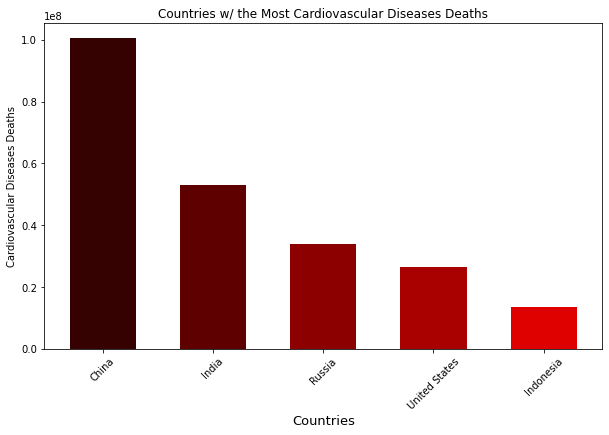 Countries w/ the Most Cardiovascular Diseases Deaths
1e8
1.0
0.8
0.6
0.4
0.2
0.0
Cardiovascular Diseases Deaths
China
India
Russia
United States
Indonesia
Countries